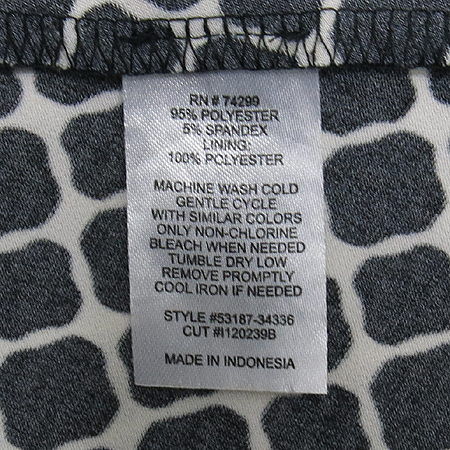 RN # 74299
95% POLYESTER
5% SPANDEX
LINING:
100% POLYESTER
MACHINE WASH COLD
GENTLE CYCLE
WITH SIMILAR COLORS
ONLY NON-CHLORINE
BLEACH WHEN NEEDED
TUMBLE DRY LOW
REMOVE PROMPTLY
COOL IRON IF NEEDED
STYLE #53187-34336
CUT #I120239B
MADE IN INDONESIA